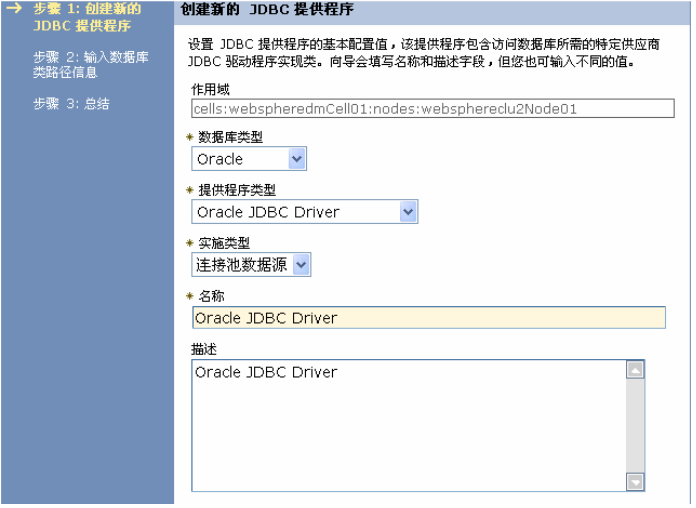 步骤 1: 创建新的
JDBC 提供程序
步骤 2: 输入数据库
类路径信息
步骤 3: 总结
创建新的 JDBC 提供程序
设置 JDBC 提供程序的基本配置值，该提供程序包含访问数据库所需的特定供应商
JDBC 驱动程序实现类。向导会填写名称和描述字段，但您也可输入不同的值。
作用域
cells:webspheredmCell01:nodes:websphereclu2Node01
* 数据库类型
Oracle
* 提供程序类型
Oracle JDBC Driver
* 实施类型
连接池数据源
* 名称
Oracle JDBC Driver
描述
Oracle JDBC Driver